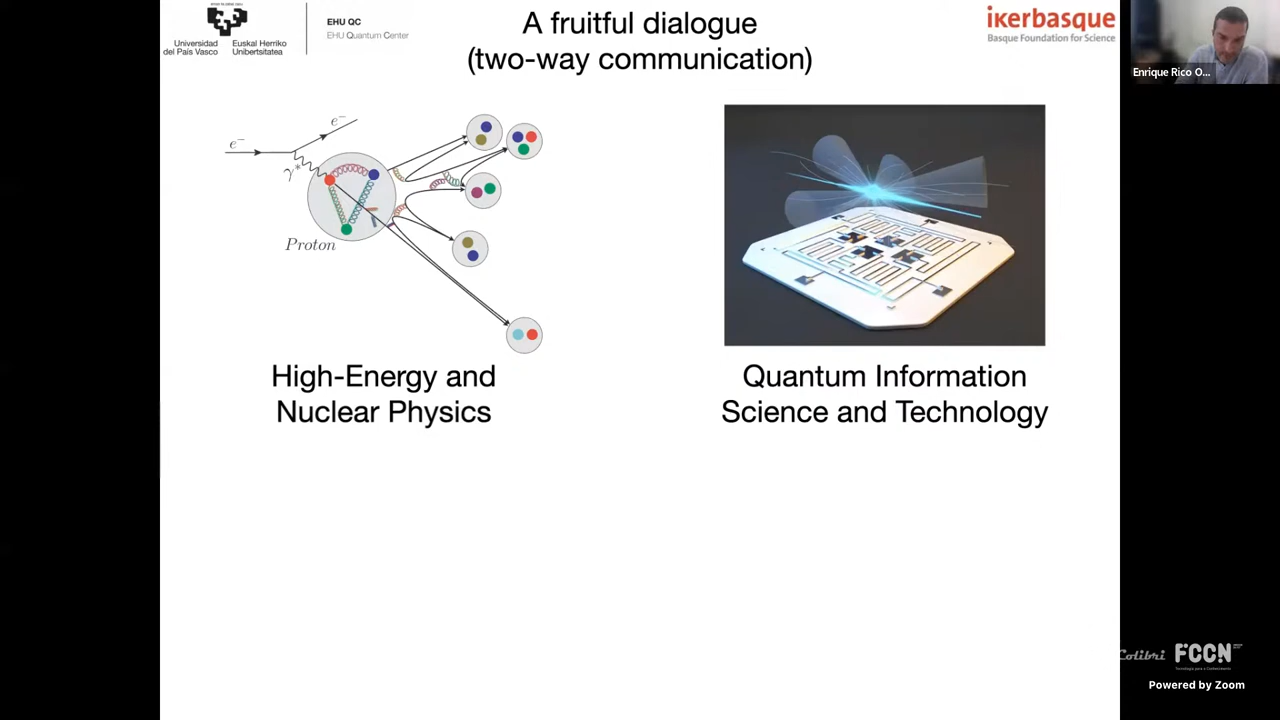 Universidad
del País Vasco
Euskal Herriko
Unibertsitatea
EHU QC
EHU Quantum Center
A fruitful dialogue
(two-way communication)
ikerbasque
Basque Foundation for Science
Enrique Rico O...
e⁻
e⁻
γ*
Proton
High-Energy and
Nuclear Physics
Quantum Information
Science and Technology
Colibri
FCCN
Powered by Zoom